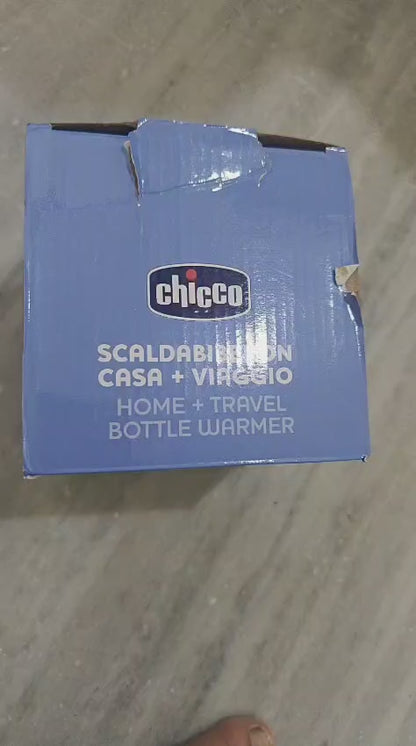 chicco
CASA + VIAGGIO
HOME + TRAVEL
BOTTLE WARMER